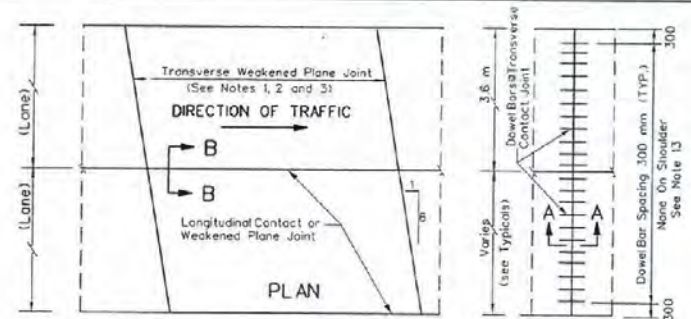 (Lane)
(Lane)
Transverse Weakened Plane Joint
(See Notes 1, 2 and 3)
DIRECTION OF TRAFFIC
B
B
Longitudinal Contact or
Weakened Plane Joint
1
6
PLAN
3.6 m
Varies
(see Typicals)
Dowel Bars@Transverse
Contact Joint
A
A
300
Dowel Bar Spacing 300 mm (TYP.)
None On Shoulder
See Note 13
300